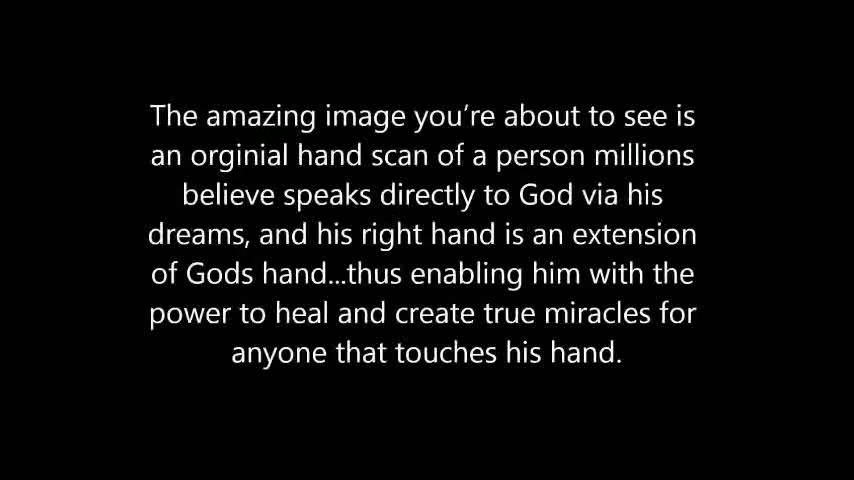 The amazing image you’re about to see is
an orginial hand scan of a person millions
believe speaks directly to God via his
dreams, and his right hand is an extension
of Gods hand...thus enabling him with the
power to heal and create true miracles for
anyone that touches his hand.